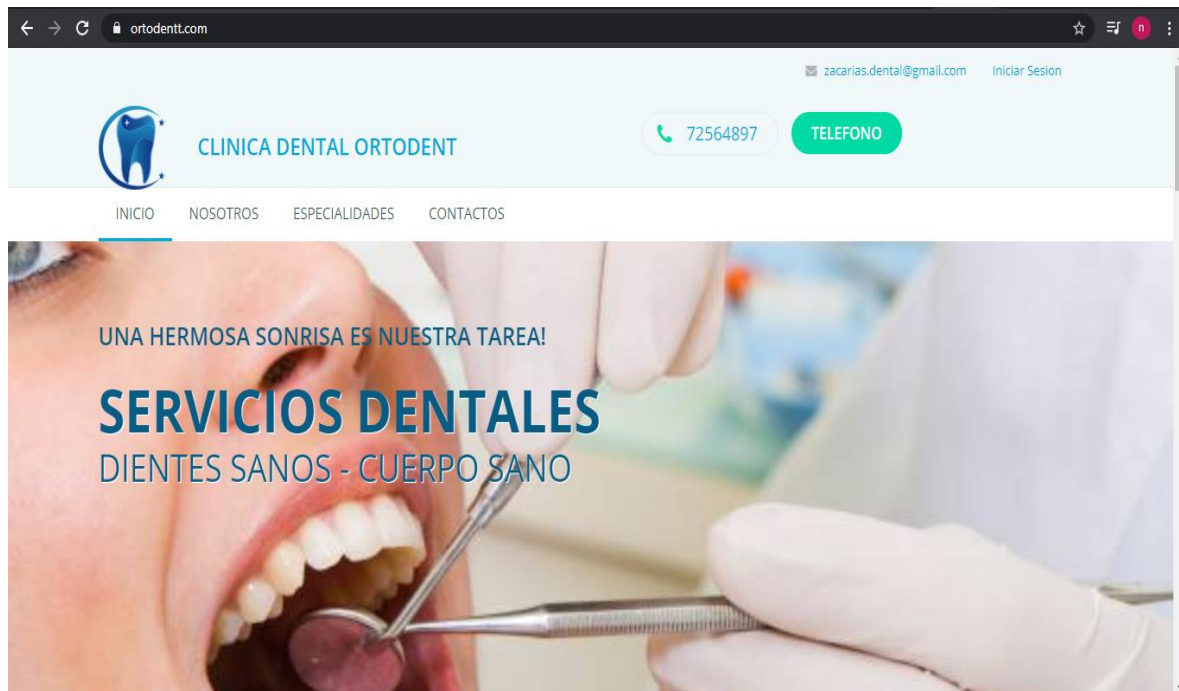 ortodentt.com
n
zacarias.dental@gmail.com Iniciar Sesion
CLINICA DENTAL ORTODENT
72564897 TELEFONO
INICIO NOSOTROS ESPECIALIDADES CONTACTOS
UNA HERMOSA SONRISA ES NUESTRA TAREA!
SERVICIOS DENTALES
DIENTES SANOS - CUERPO SANO